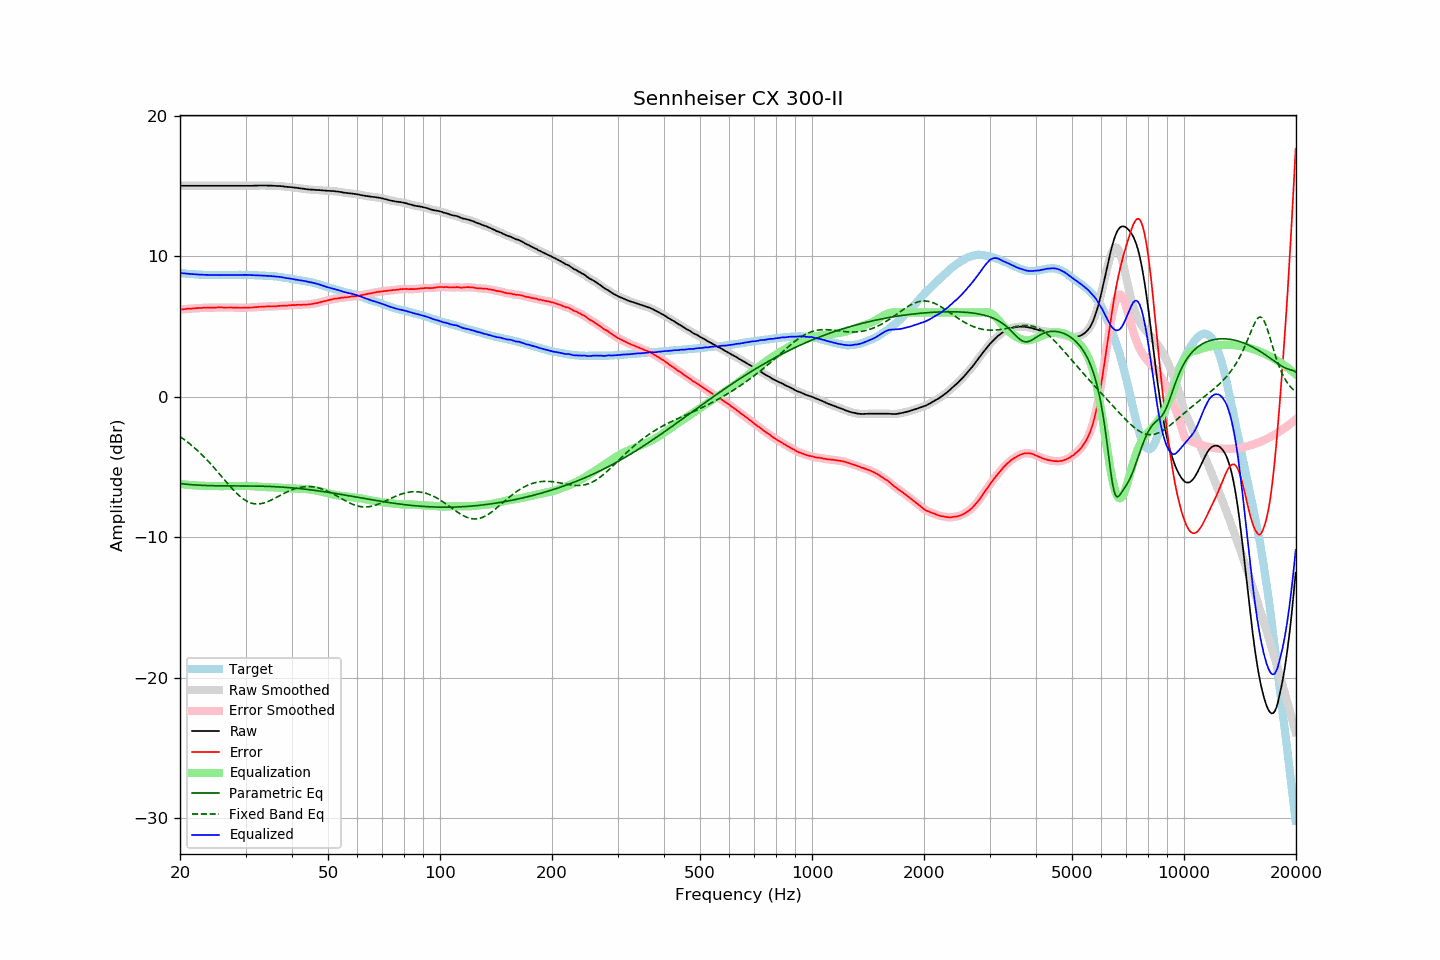 Sennheiser CX 300-II
20
10
0
−10
−20
−30
Amplitude (dBr)
Target
Raw Smoothed
Error Smoothed
Raw
Error
Equalization
Parametric Eq
Fixed Band Eq
Equalized
20 50 100 200 500 1000 2000 5000 10000 20000
Frequency (Hz)